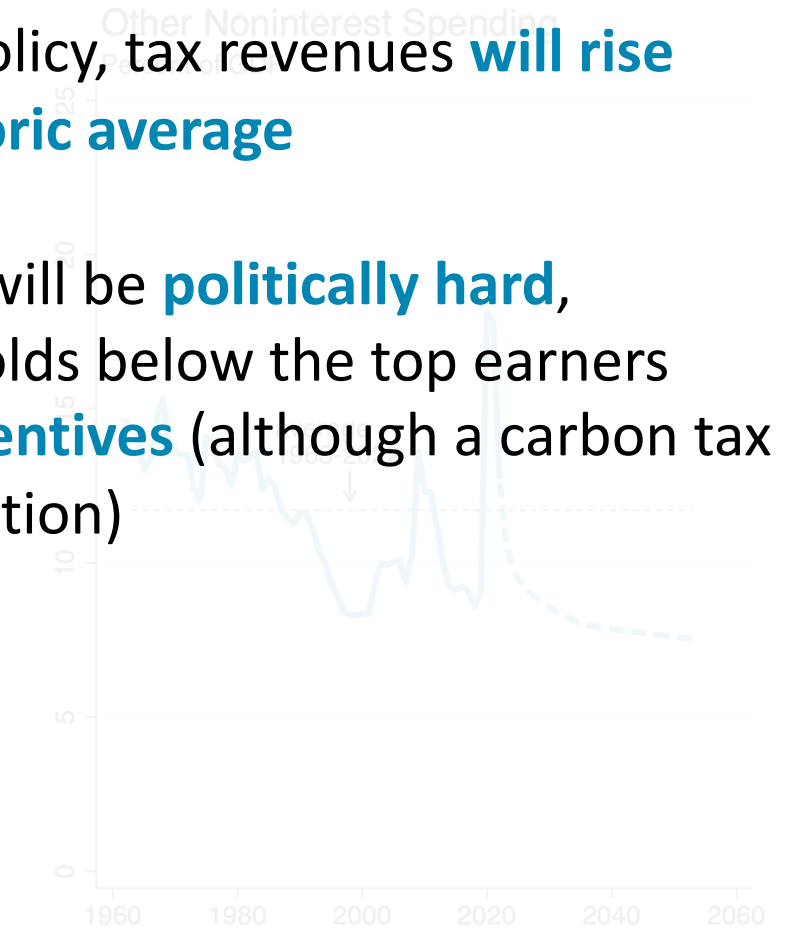 Other Noninterest Spending
olicy, tax revenues will rise
oric average
will be politically hard,
olds below the top earners
entives (although a carbon tax
tion)
25
20
15
10
5
0
1960 1980 2000 2020 2040 2060